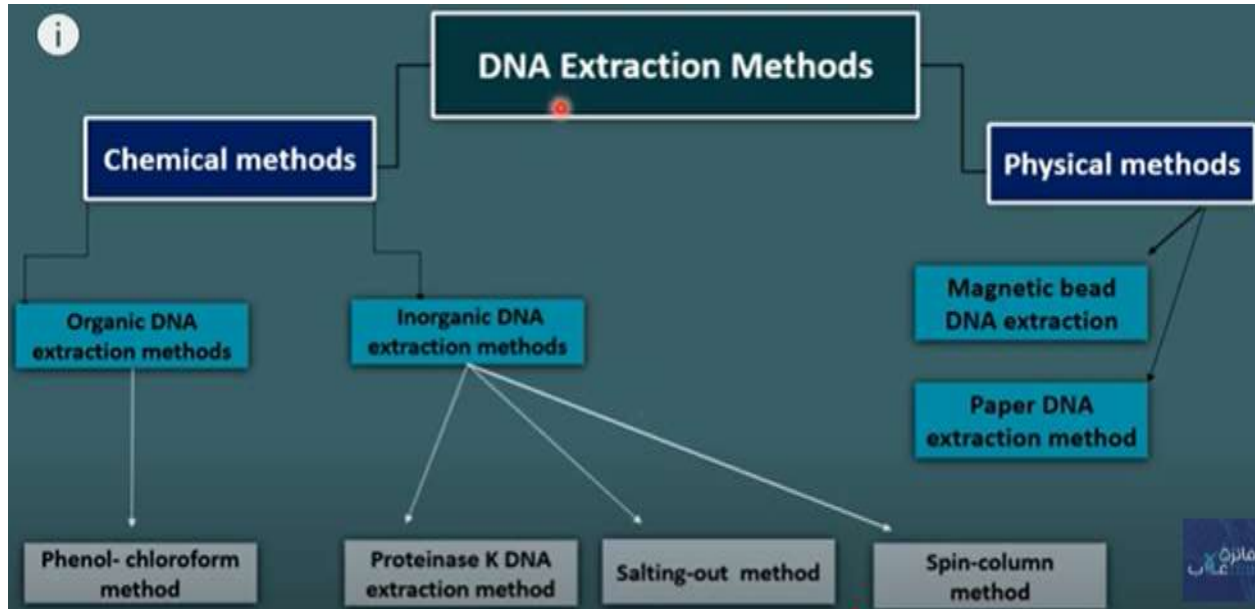 i
DNA Extraction Methods
Chemical methods
Physical methods
Organic DNA
extraction methods
Inorganic DNA
extraction methods
Magnetic bead
DNA extraction
Paper DNA
extraction method
Phenol- chloroform
method
Proteinase K DNA
extraction method
Salting-out method
Spin-column
method